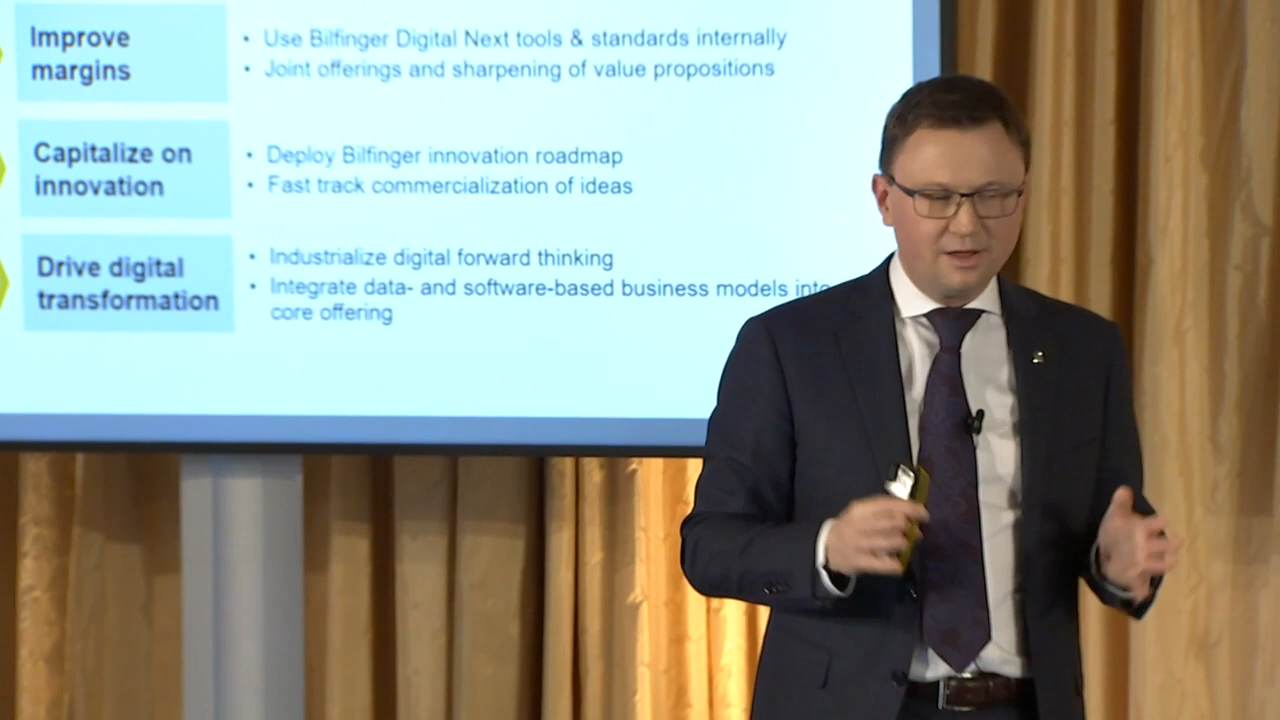 Improve
margins
• Use Bilfinger Digital Next tools & standards internally
• Joint offerings and sharpening of value propositions
Capitalize on
innovation
• Deploy Bilfinger innovation roadmap
• Fast track commercialization of ideas
Drive digital
transformation
• Industrialize digital forward thinking
• Integrate data- and software-based business models into
core offering